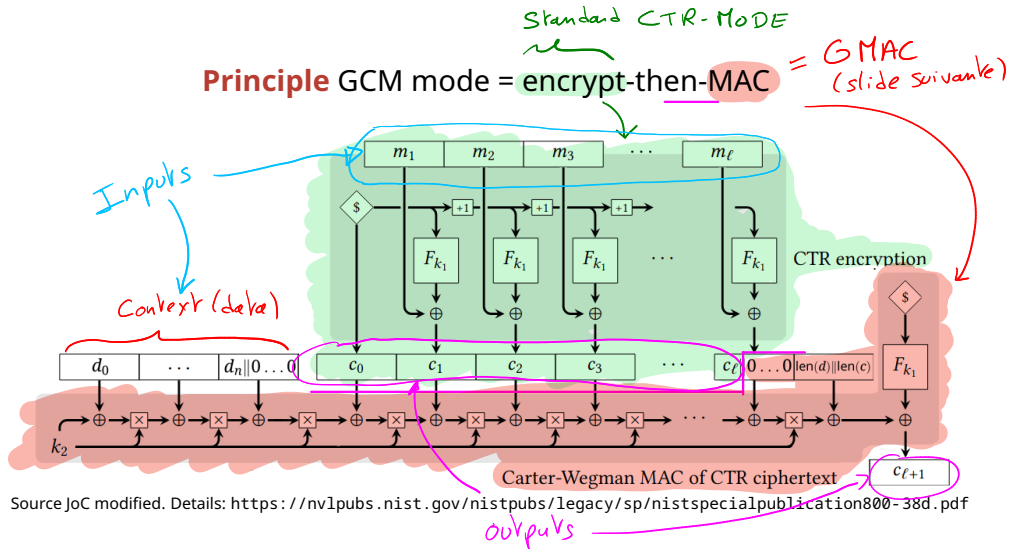 Standard CTR-MODE
Principle GCM mode = encrypt-then-MAC
= GMAC
(slide suivante)
m₁ m₂ m₃ ··· mℓ
Inputs
$ +1 +1 +1
Fₖ₁ Fₖ₁ Fₖ₁ ··· Fₖ₁
CTR encryption
Context (data)
$
⊕ ⊕ ⊕ ⊕
d₀ ··· dₙ‖0…0 c₀ c₁ c₂ c₃ ··· cℓ 0…0 len(d)‖len(c)
Fₖ₁
⊕ × ⊕ × ⊕ × ⊕ × ⊕ × ⊕ × ⊕ × ··· ⊕ × ⊕ ⊕
k₂
Carter-Wegman MAC of CTR ciphertext
cℓ₊₁
Source JoC modified. Details: https://nvlpubs.nist.gov/nistpubs/legacy/sp/nistspecialpublication800-38d.pdf
outputs